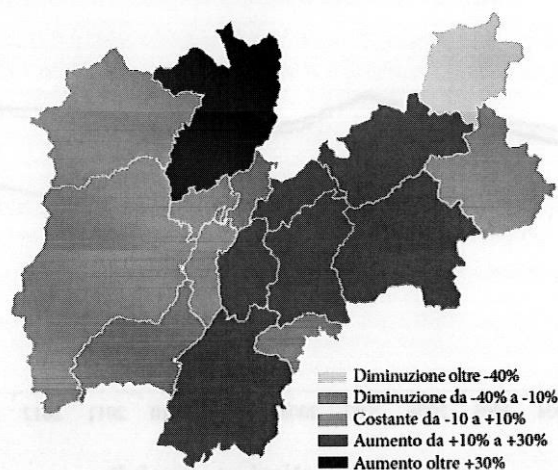 Diminuzione oltre -40%
Diminuzione da -40% a -10%
Costante da -10 a +10%
Aumento da +10% a +30%
Aumento oltre +30%